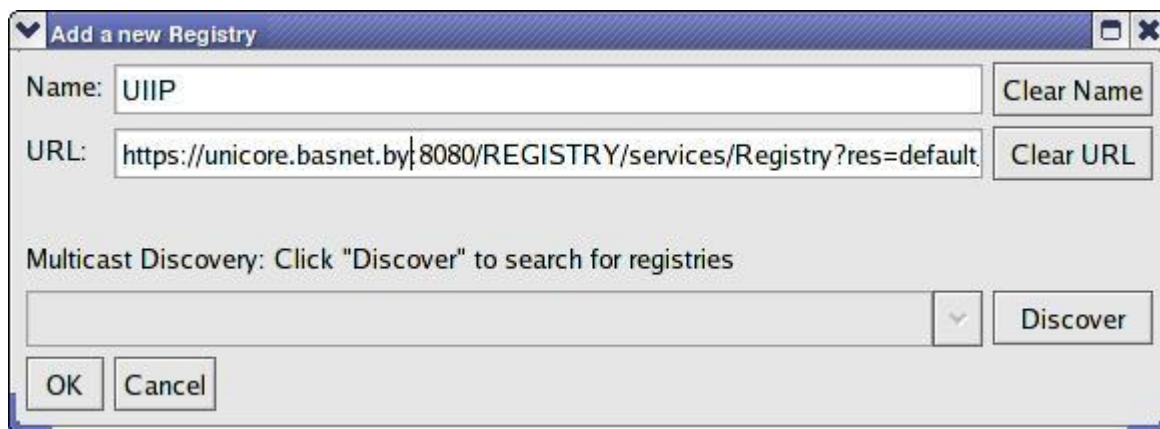 Add a new Registry
Name: UIIP Clear Name
URL: https://unicore.basnet.by:8080/REGISTRY/services/Registry?res=default_ Clear URL
Multicast Discovery: Click "Discover" to search for registries
Discover
OK Cancel